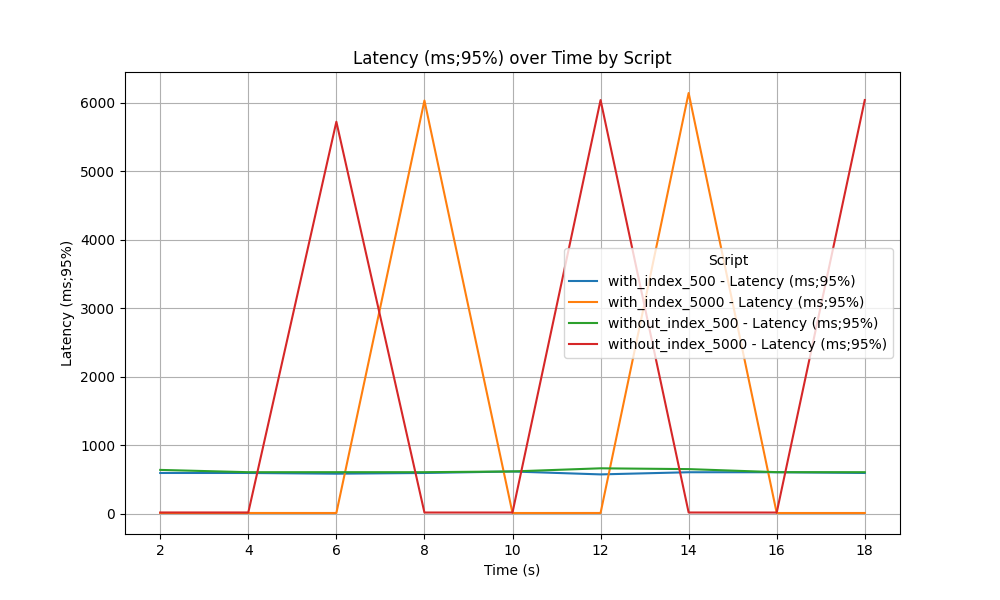 Latency (ms;95%) over Time by Script
Latency (ms;95%)
6000
5000
4000
3000
2000
1000
0
Script
with_index_500 - Latency (ms;95%)
with_index_5000 - Latency (ms;95%)
without_index_500 - Latency (ms;95%)
without_index_5000 - Latency (ms;95%)
2 4 6 8 10 12 14 16 18
Time (s)